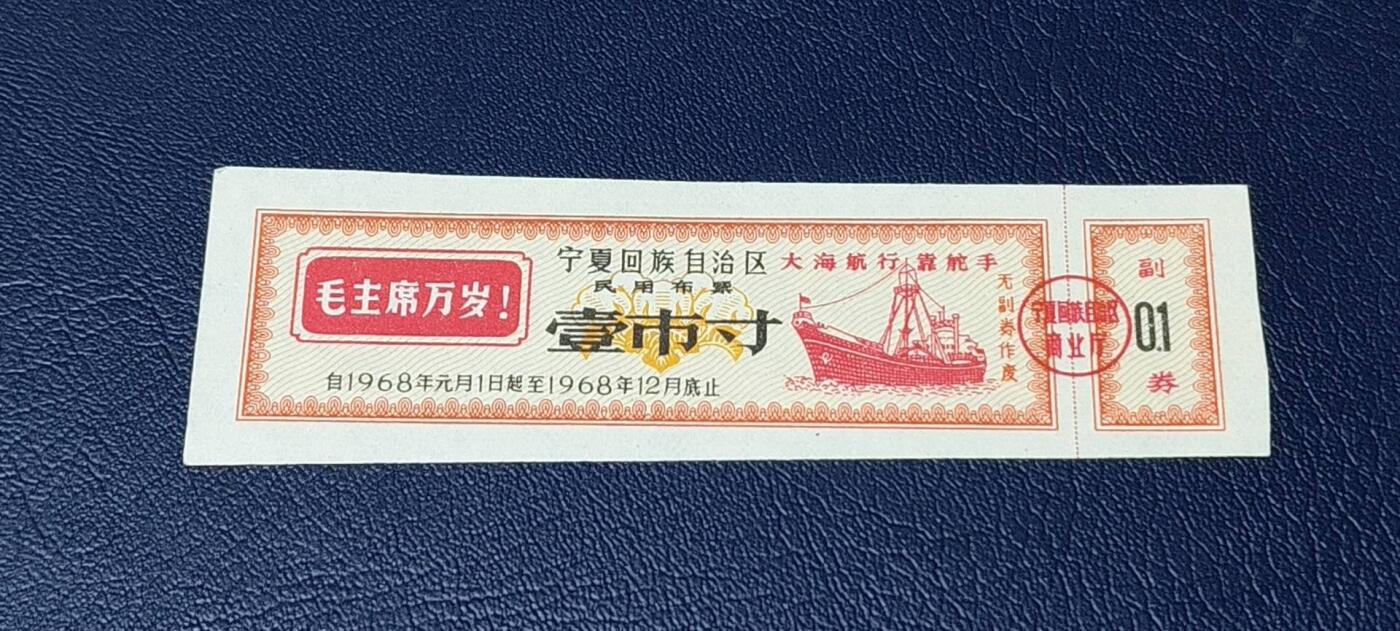 毛主席万岁!
宁夏回族自治区
民用布票
壹市寸
自1968年元月1日起至1968年12月底止
大海航行靠舵手
无副券作废
宁夏回族自治区
商业厅
副
0.1
券